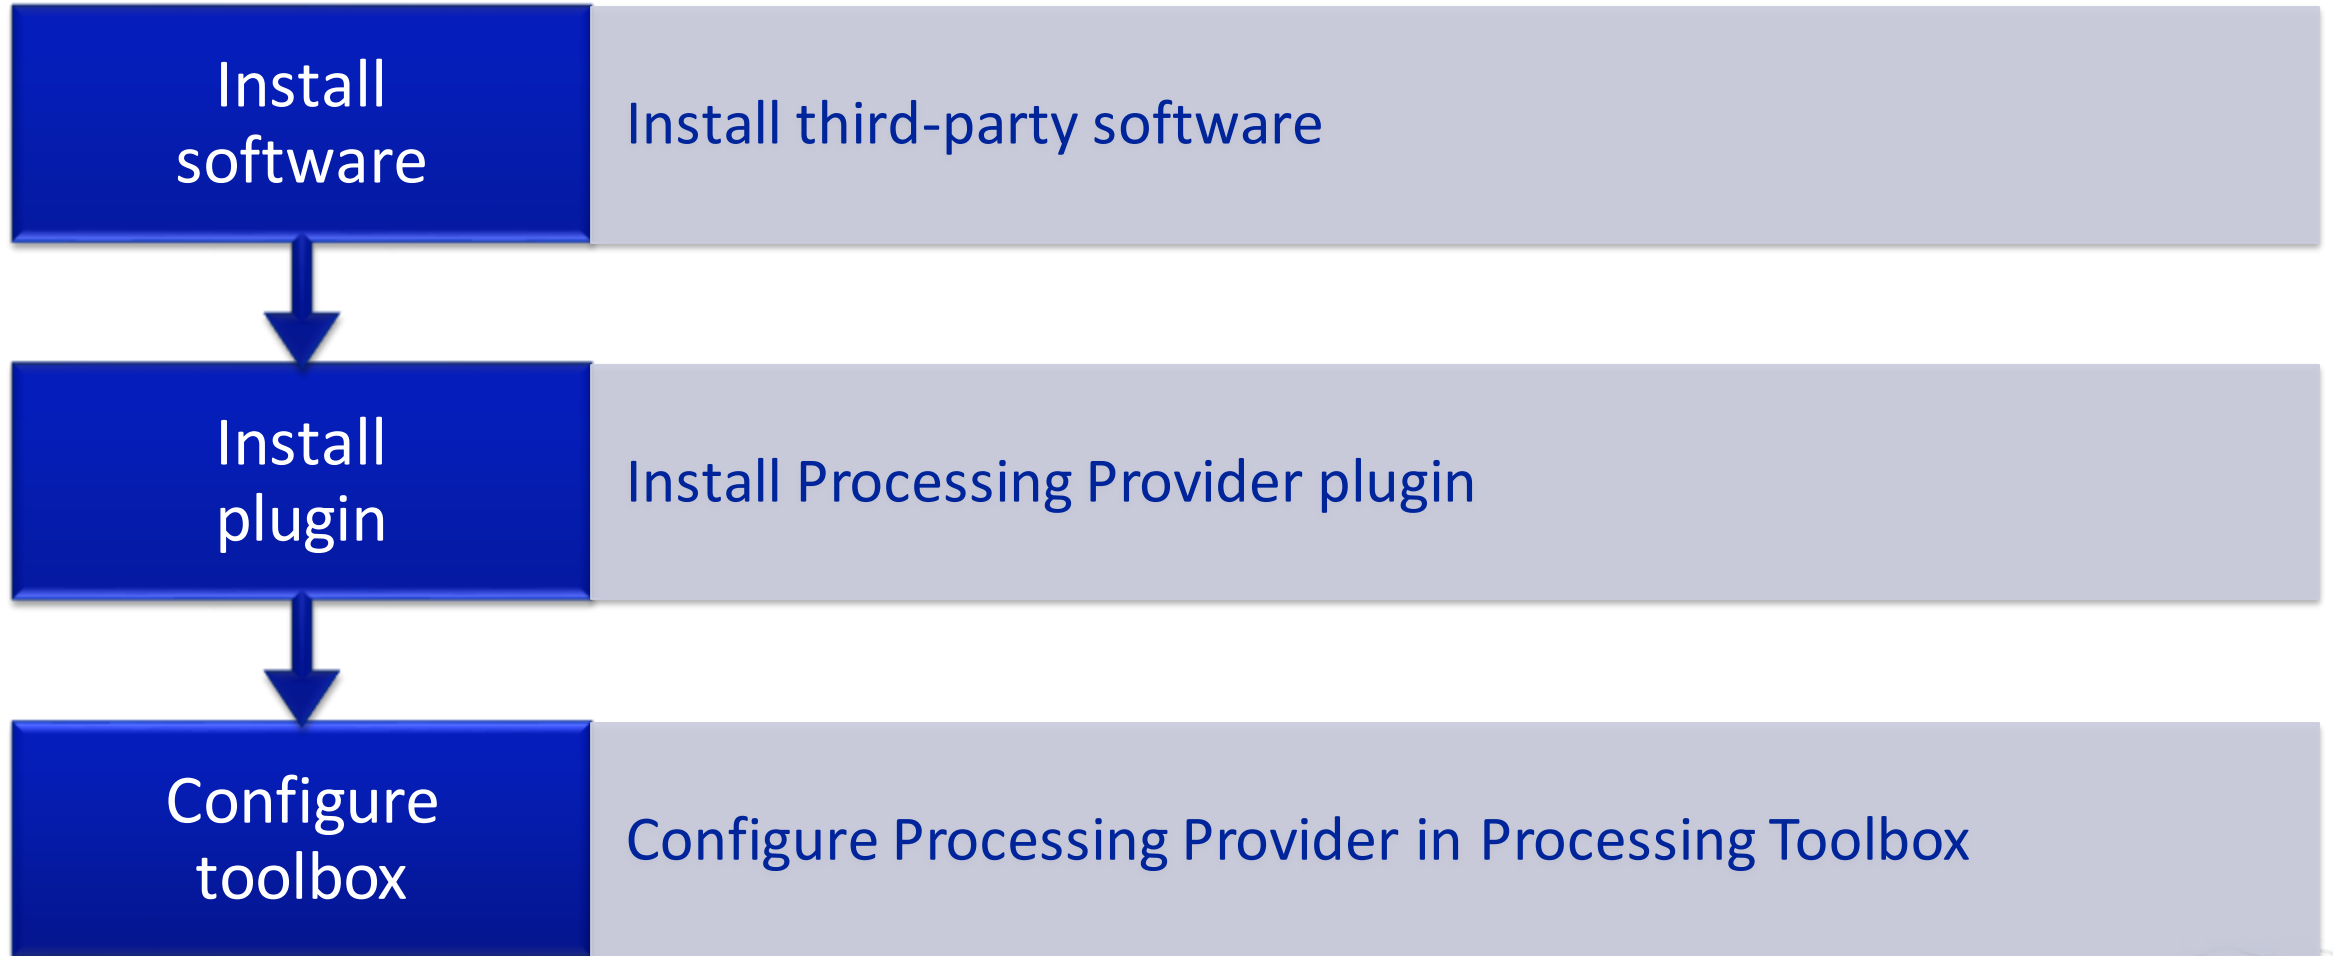 Install
software
Install third-party software
Install
plugin
Install Processing Provider plugin
Configure
toolbox
Configure Processing Provider in Processing Toolbox